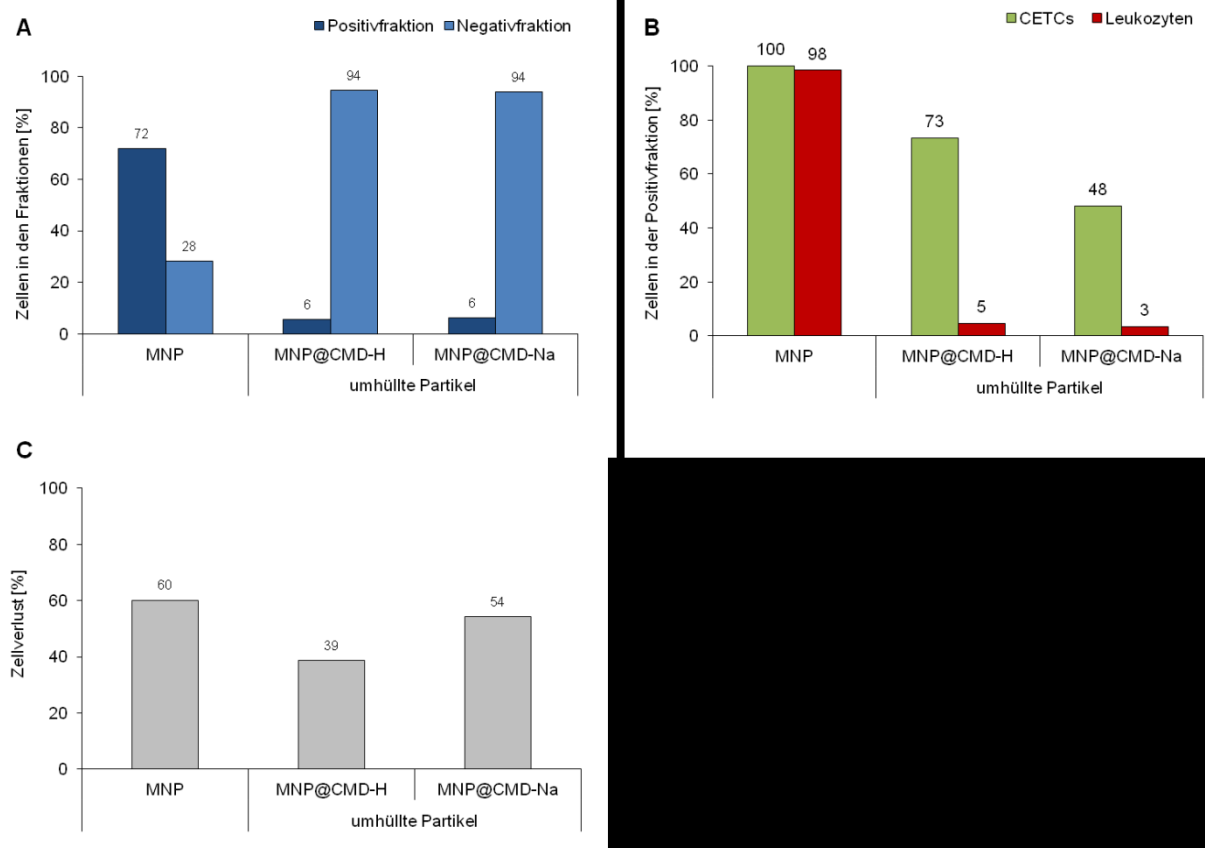 A
Positivfraktion Negativfraktion
Zellen in den Fraktionen [%]
100
80
60
40
20
0
72
28
6
94
6
94
MNP MNP@CMD-H MNP@CMD-Na
umhüllte Partikel
B
CETCs Leukozyten
Zellen in der Positivfraktion [%]
100
80
60
40
20
0
100
98
73
5
48
3
MNP MNP@CMD-H MNP@CMD-Na
umhüllte Partikel
C
Zellverlust [%]
100
80
60
40
20
0
60
39
54
MNP MNP@CMD-H MNP@CMD-Na
umhüllte Partikel